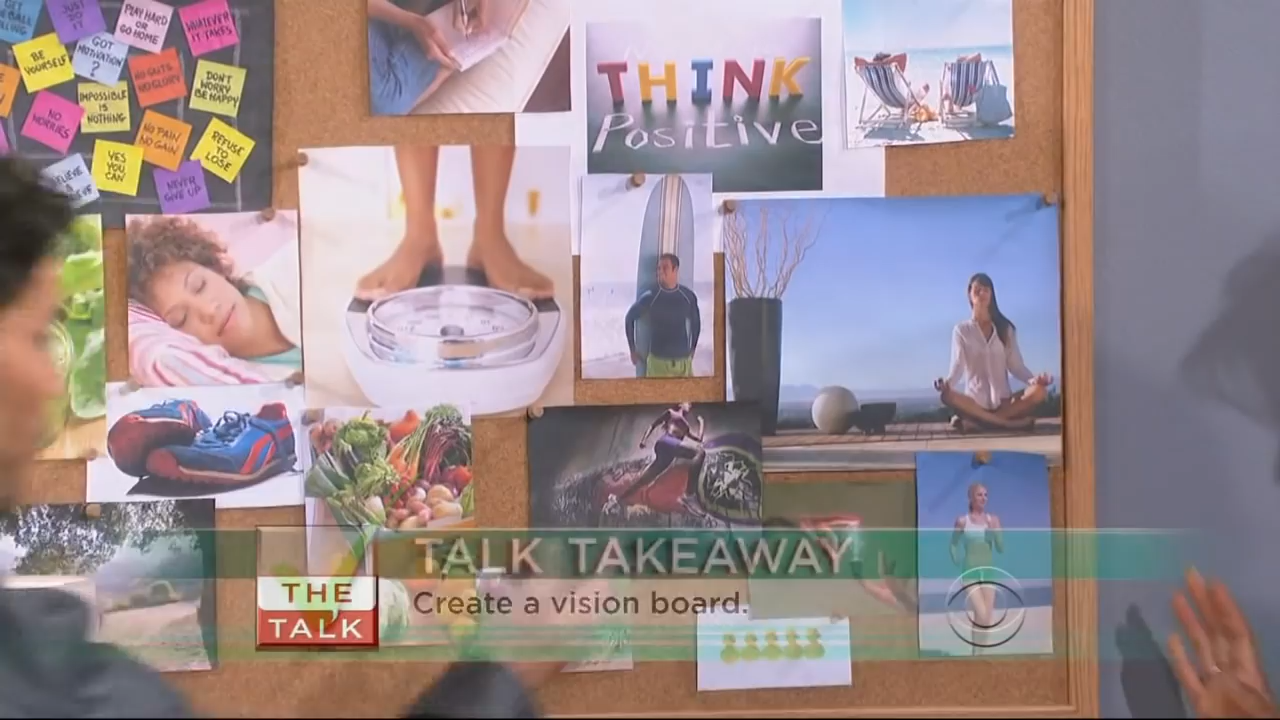 JUST
DO IT
PLAY HARD
OR
GO HOME
WHATEVER
IT TAKES
BE
YOURSELF
GOT
MOTIVATION
?
NO GUTS
NO GLORY
DON'T
WORRY
BE HAPPY
NO
WORRIES
IMPOSSIBLE
IS
NOTHING
NO PAIN
NO GAIN
REFUSE
TO
LOSE
YES
YOU
CAN
NEVER
GIVE UP
THINK
Positive
TALK TAKEAWAY
THE
TALK
Create a vision board.